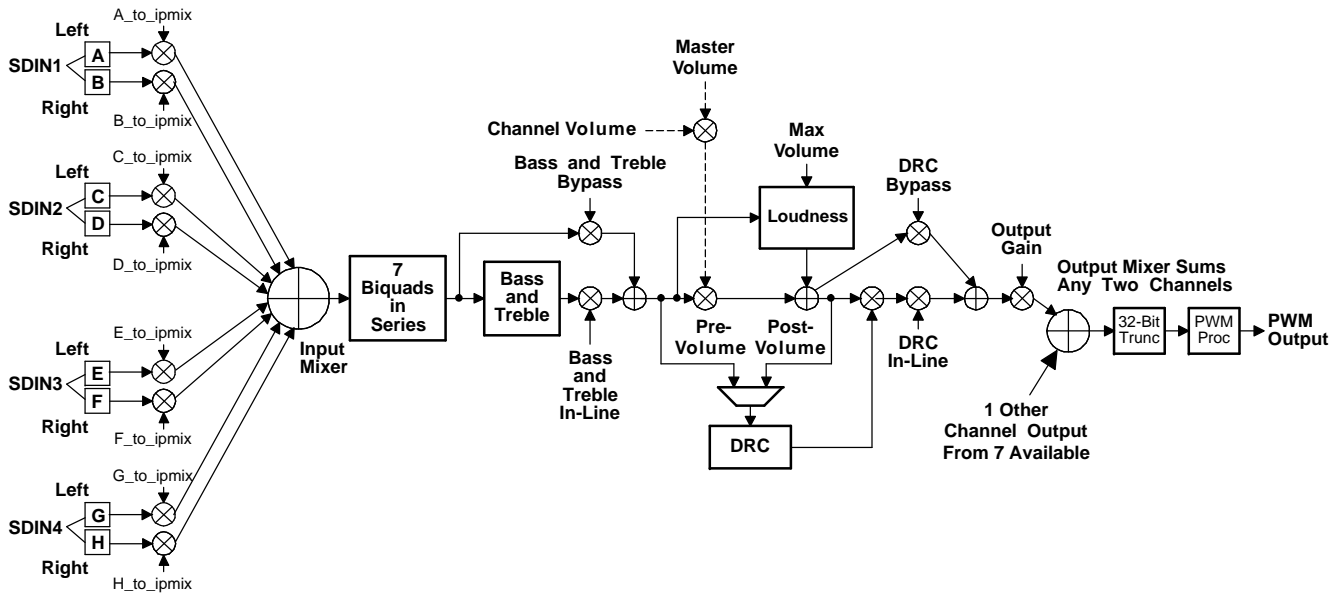 A_to_ipmix
Left
A
SDIN1
B
Right
B_to_ipmix
C_to_ipmix
Left
C
SDIN2
D
Right
D_to_ipmix
E_to_ipmix
Left
E
SDIN3
F
Right
F_to_ipmix
G_to_ipmix
Left
G
SDIN4
H
Right
H_to_ipmix
Input
Mixer
7
Biquads
in
Series
Bass and Treble
Bypass
Bass
and
Treble
Bass
and
Treble
In-Line
Master
Volume
Channel Volume
Max
Volume
Loudness
Pre-
Volume
Post-
Volume
DRC
DRC
Bypass
DRC
In-Line
Output
Gain
Output Mixer Sums
Any Two Channels
1 Other
Channel Output
From 7 Available
32-Bit
Trunc
PWM
Proc
PWM
Output